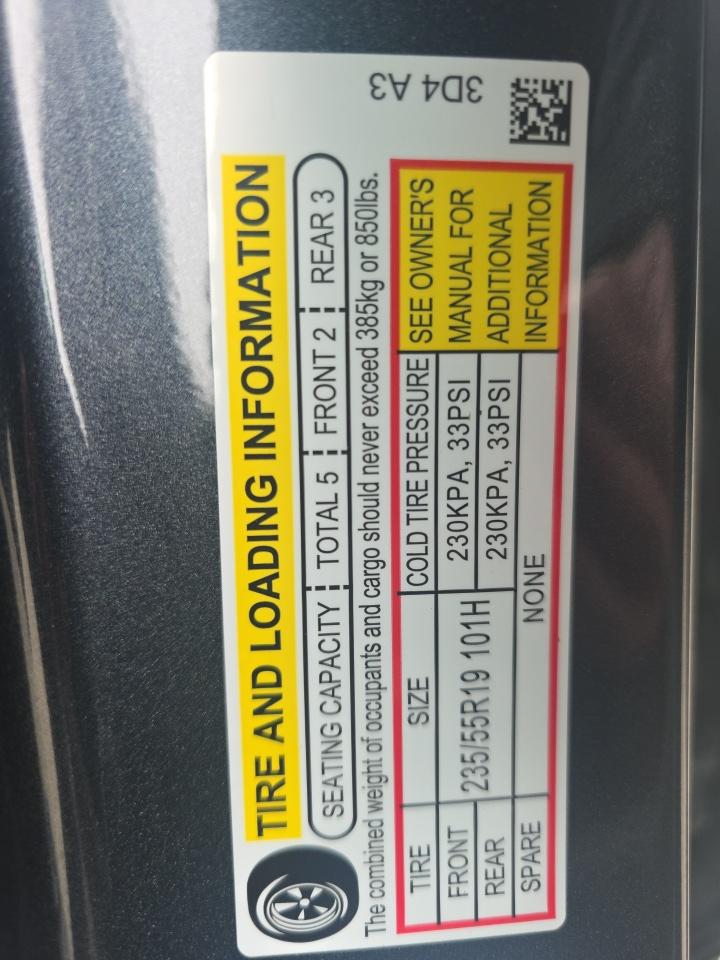 TIRE AND LOADING INFORMATION
SEATING CAPACITY TOTAL 5 FRONT 2 REAR 3
The combined weight of occupants and cargo should never exceed 385kg or 850lbs.
TIRE SIZE COLD TIRE PRESSURE
FRONT 235/55R19 101H 230KPA, 33PSI
REAR 230KPA, 33PSI
SPARE NONE
SEE OWNER'S
MANUAL FOR
ADDITIONAL
INFORMATION
3D4 A3